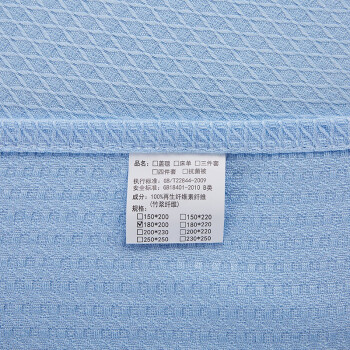 品名:□盖毯 □床单 □三件套
□四件套 □抗菌被
执行标准: GB/T22844-2009
安全标准: GB18401-2010 B类
成分: 100%再生纤维素纤维
(竹浆纤维)
规格:
□150*200 □150*220
☑180*200 □180*220
□200*230 □200*220
□250*250 □230*250